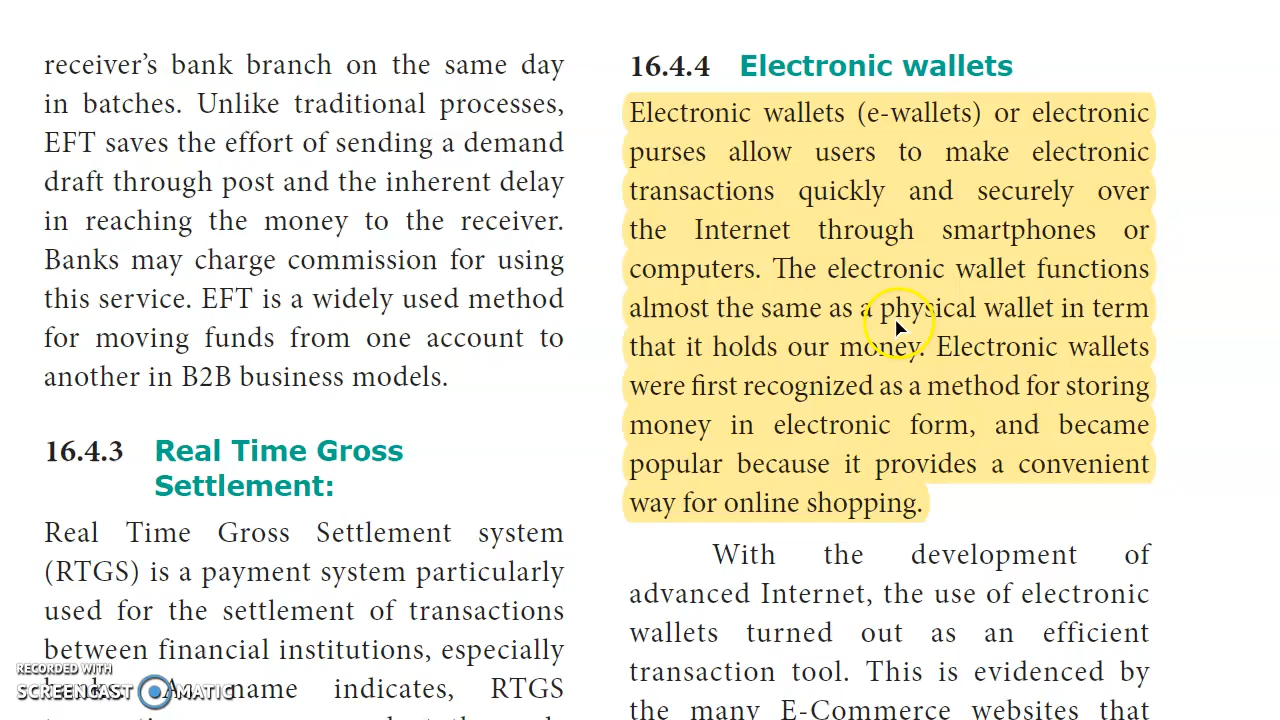 receiver's bank branch on the same day
in batches. Unlike traditional processes,
EFT saves the effort of sending a demand
draft through post and the inherent delay
in reaching the money to the receiver.
Banks may charge commission for using
this service. EFT is a widely used method
for moving funds from one account to
another in B2B business models.
16.4.3 Real Time Gross
Settlement:
Real Time Gross Settlement system
(RTGS) is a payment system particularly
used for the settlement of transactions
between financial institutions, especially
name indicates, RTGS
16.4.4 Electronic wallets
Electronic wallets (e-wallets) or electronic
purses allow users to make electronic
transactions quickly and securely over
the Internet through smartphones or
computers. The electronic wallet functions
almost the same as a physical wallet in term
that it holds our money. Electronic wallets
were first recognized as a method for storing
money in electronic form, and became
popular because it provides a convenient
way for online shopping.
With the development of
advanced Internet, the use of electronic
wallets turned out as an efficient
transaction tool. This is evidenced by
the many E-Commerce websites that
RECORDED WITH
SCREENCAST MATIC